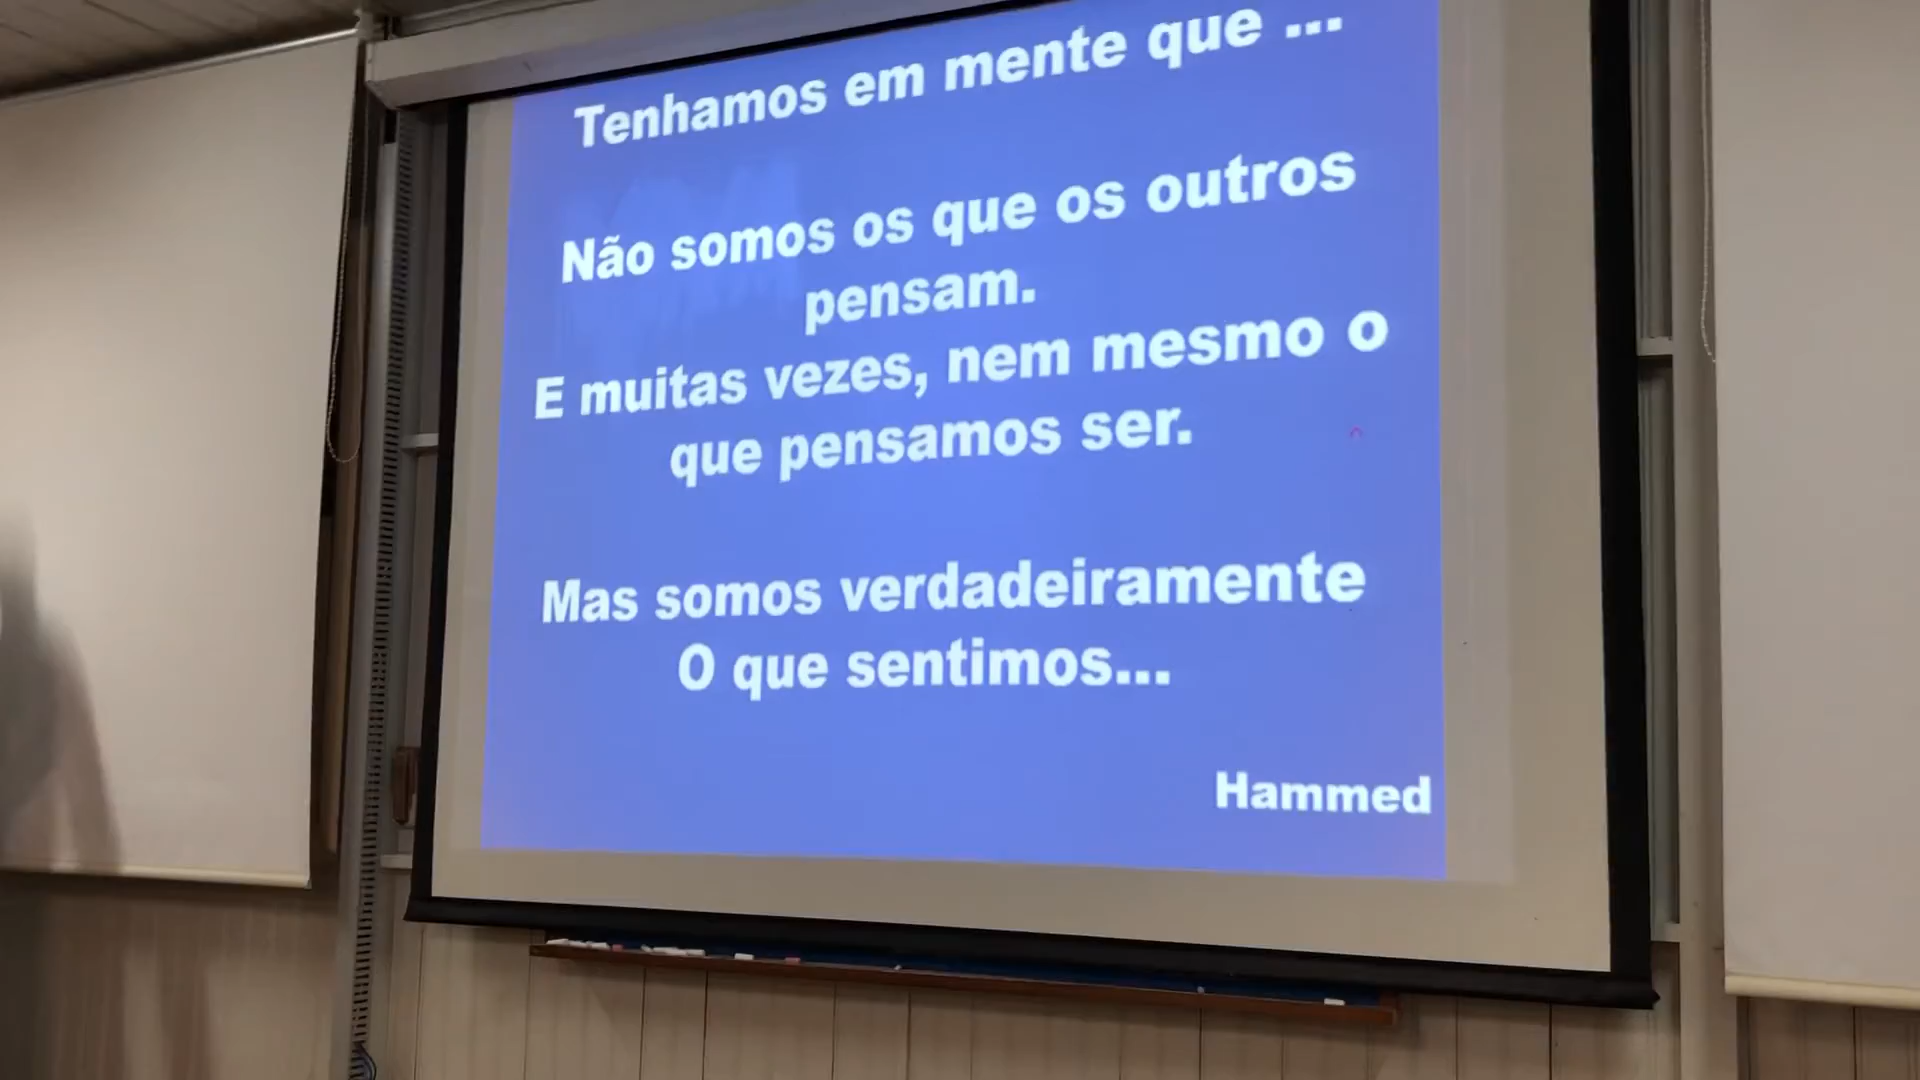 Tenhamos em mente que ...
Não somos os que os outros
pensam.
E muitas vezes, nem mesmo o
que pensamos ser.
Mas somos verdadeiramente
O que sentimos...
Hammed